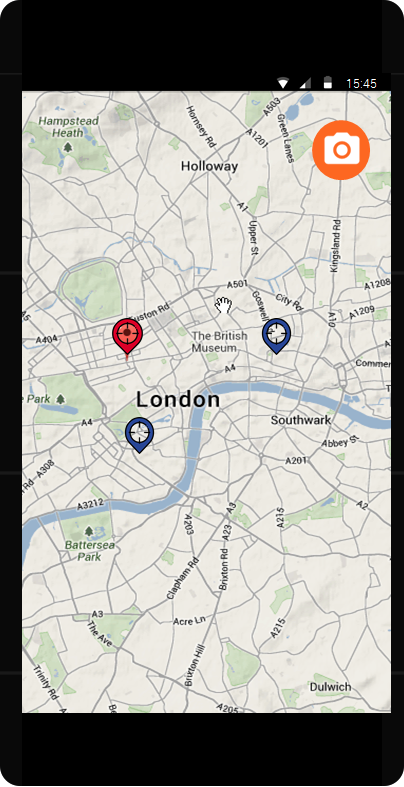 15:45
A503
Hampstead
Heath
Hornsey Rd
Green Lanes
A1201
Holloway
A1
Upper St
Kingsland Rd
A501
A1208
City Rd
Goswell
Euston Rd
A1209
A10
A404
The British
Museum
Commer
A4
e Park
London
A4
Southwark
Abbey St
A201
A308
Rd
A3212
A2
A3
A215
A203
A23
Battersea
Park
Clapham Rd
Brixton Rd
A3
The Ave
Acre Ln
A215
Brixton Hill
Trinity Rd
Dulwich
A205